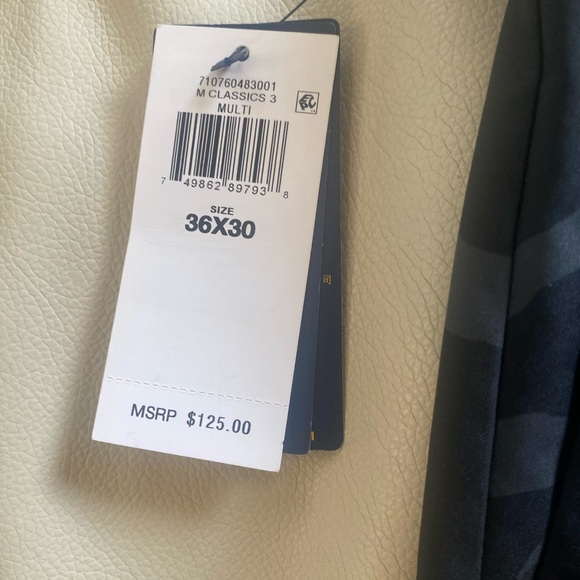 710760483001
M CLASSICS 3
MULTI
7 49862 89793 8
SIZE
36X30
MSRP $125.00